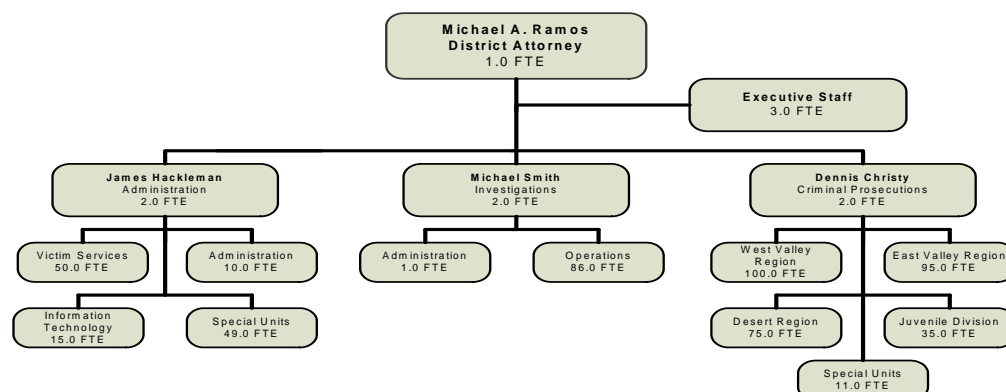 Michael A. Ramos
District Attorney
1.0 FTE
Executive Staff
3.0 FTE
James Hackleman
Administration
2.0 FTE
Michael Smith
Investigations
2.0 FTE
Dennis Christy
Criminal Prosecutions
2.0 FTE
Victim Services
50.0 FTE
Administration
10.0 FTE
Administration
1.0 FTE
Operations
86.0 FTE
West Valley
Region
100.0 FTE
East Valley Region
95.0 FTE
Information
Technology
15.0 FTE
Special Units
49.0 FTE
Desert Region
75.0 FTE
Juvenile Division
35.0 FTE
Special Units
11.0 FTE